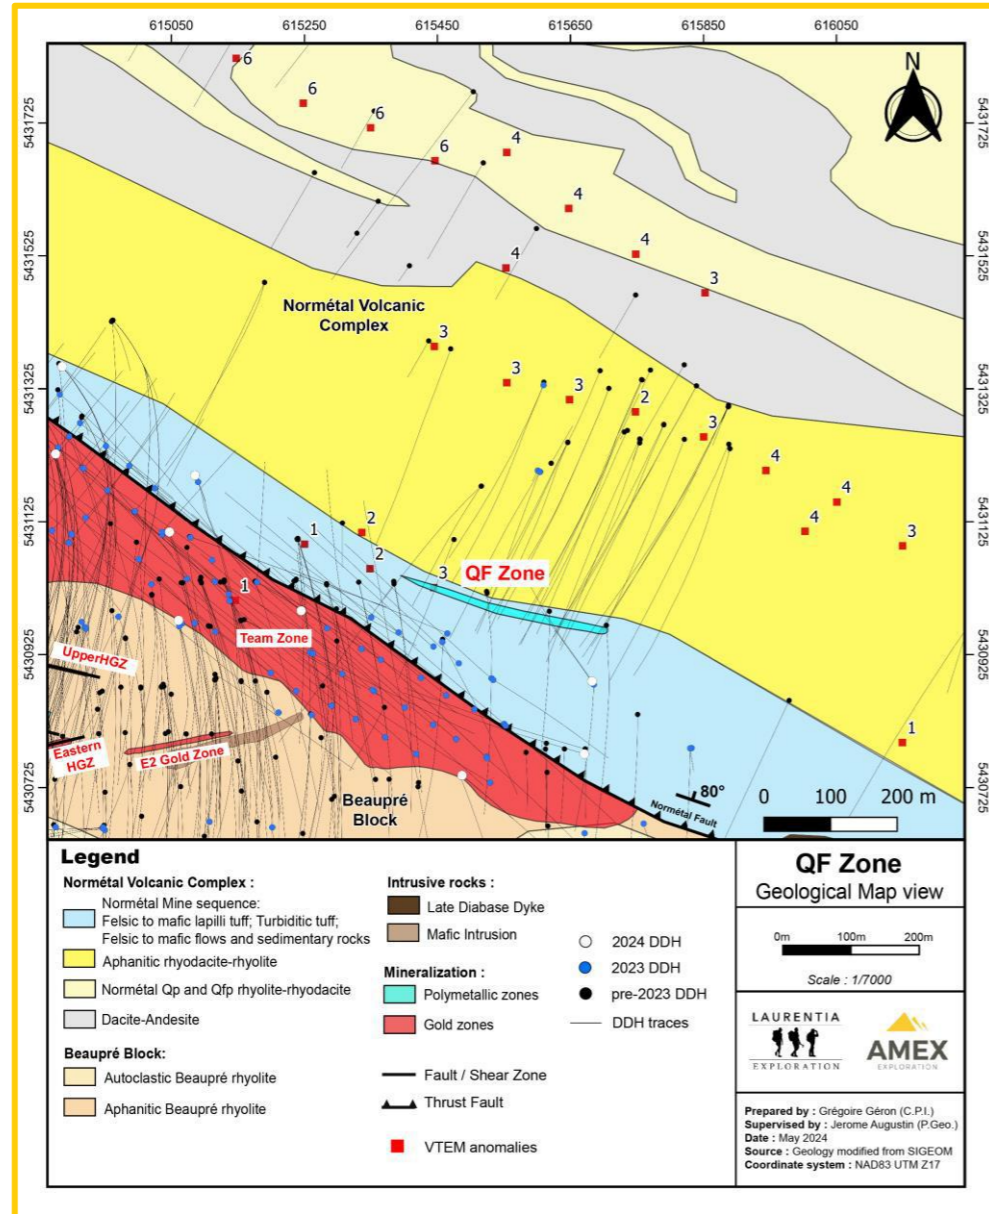 615050 615250 615450 615650 615850 616050
N
5431725
5431725
6
6
6
6
4
4
4
4
3
5431525
5431525
Normétal Volcanic
Complex
3
3
3
2
3
5431325
5431325
4
4
4
3
5431125
5431125
1
2
2
3
QF Zone
1
Team Zone
5430925
5430925
UpperHGZ
Eastern
HGZ
E2 Gold Zone
1
Beaupré
Block
80°
Normétal Fault
0 100 200 m
5430725
5430725
Legend
Normétal Volcanic Complex :
Normétal Mine sequence:
Felsic to mafic lapilli tuff; Turbiditic tuff;
Felsic to mafic flows and sedimentary rocks
Aphanitic rhyodacite-rhyolite
Normétal Qp and Qfp rhyolite-rhyodacite
Dacite-Andesite
Beaupré Block:
Autoclastic Beaupré rhyolite
Aphanitic Beaupré rhyolite
Intrusive rocks :
Late Diabase Dyke
Mafic Intrusion
Mineralization :
Polymetallic zones
Gold zones
2024 DDH
2023 DDH
pre-2023 DDH
DDH traces
Fault / Shear Zone
Thrust Fault
VTEM anomalies
QF Zone
Geological Map view
0m 100m 200m
Scale : 1/7000
LAURENTIA
EXPLORATION
AMEX
EXPLORATION
Prepared by : Grégoire Géron (C.P.I.)
Supervised by : Jerome Augustin (P.Geo.)
Date : May 2024
Source : Geology modified from SIGEOM
Coordinate system : NAD83 UTM Z17